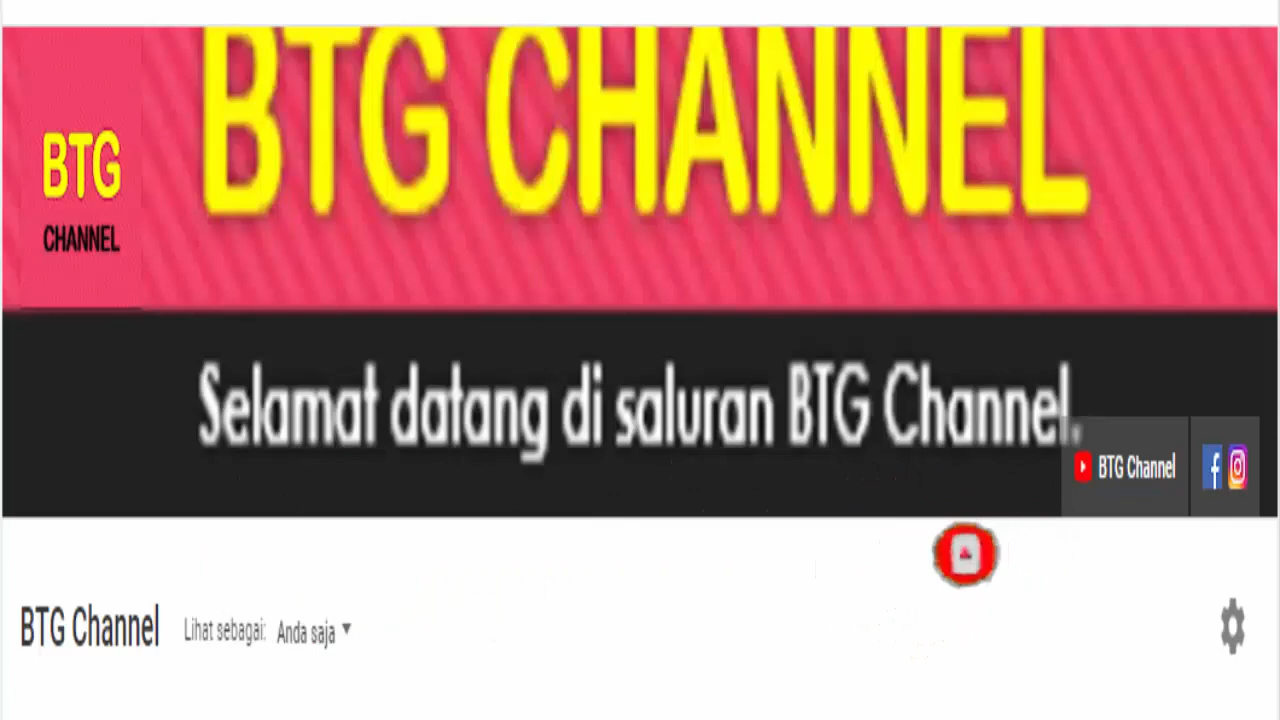 BTG CHANNEL
BTG
CHANNEL
Selamat datang di saluran BTG Channel.
BTG Channel
BTG Channel
Lihat sebagai: Anda saja